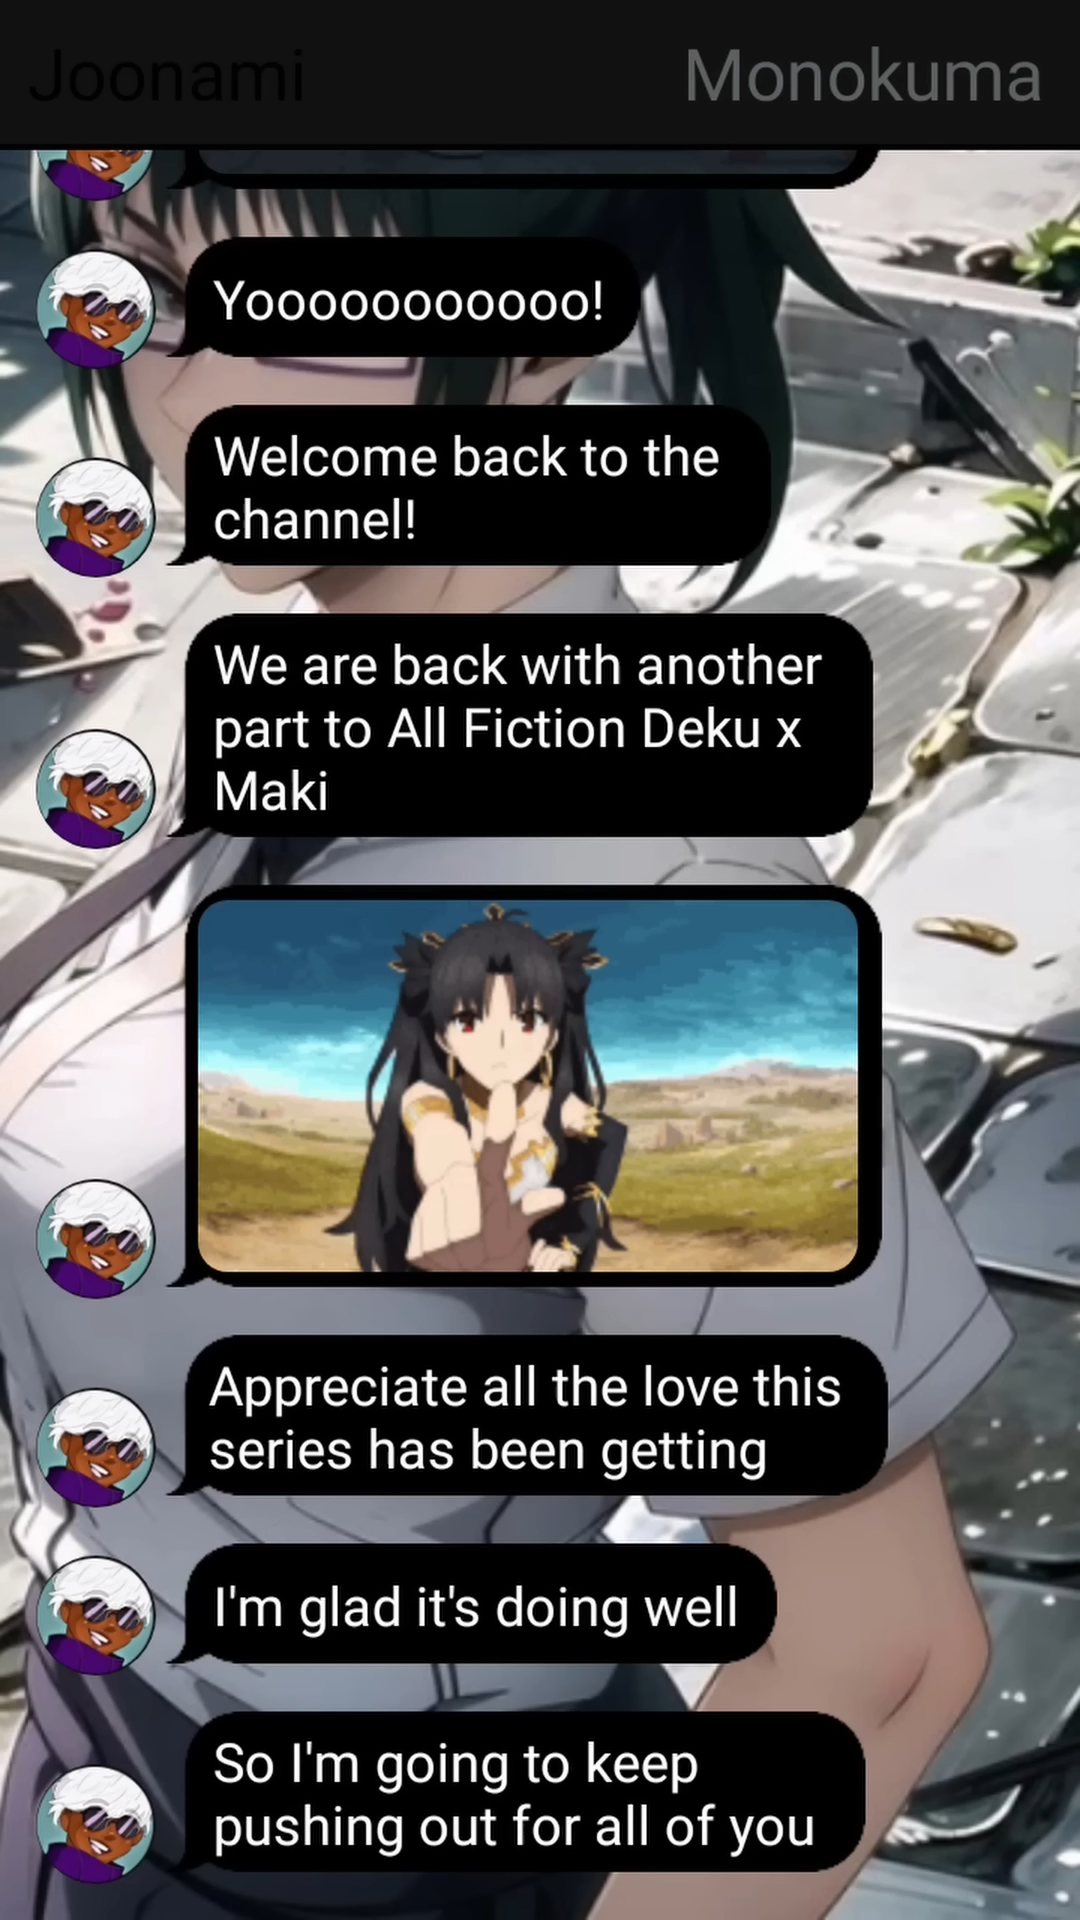 Joonami
Monokuma
Yooooooooooo!
Welcome back to the
channel!
We are back with another
part to All Fiction Deku x
Maki
Appreciate all the love this
series has been getting
I'm glad it's doing well
So I'm going to keep
pushing out for all of you